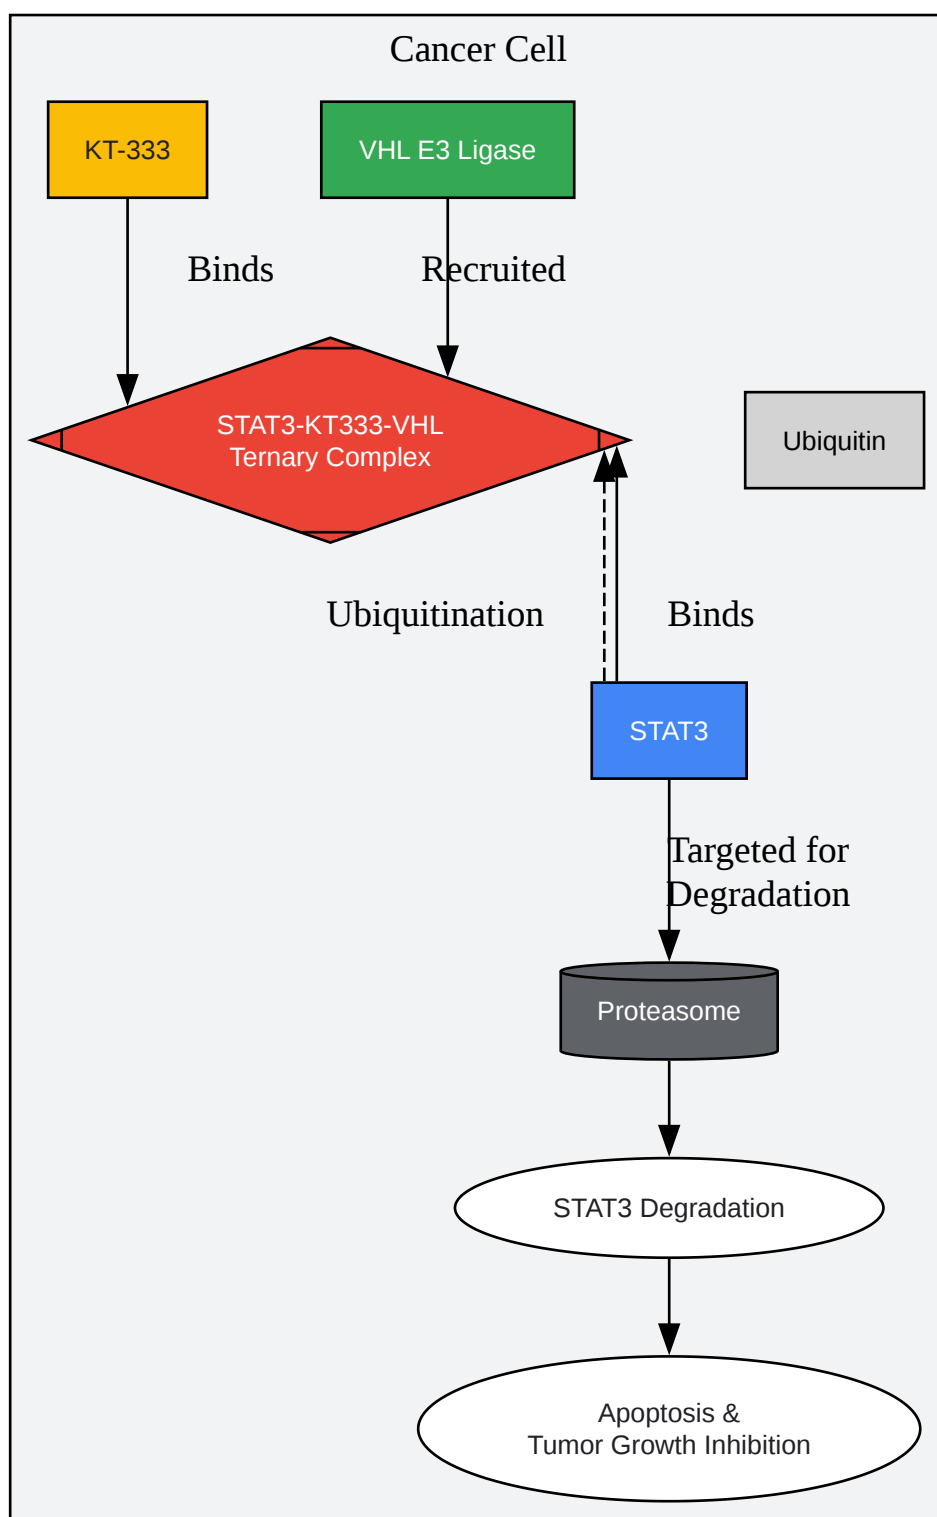 Cancer Cell
KT-333
VHL E3 Ligase
Binds
Recruited
STAT3-KT333-VHL
Ternary Complex
Ubiquitin
Ubiquitination
Binds
STAT3
Targeted for
Degradation
Proteasome
STAT3 Degradation
Apoptosis &
Tumor Growth Inhibition